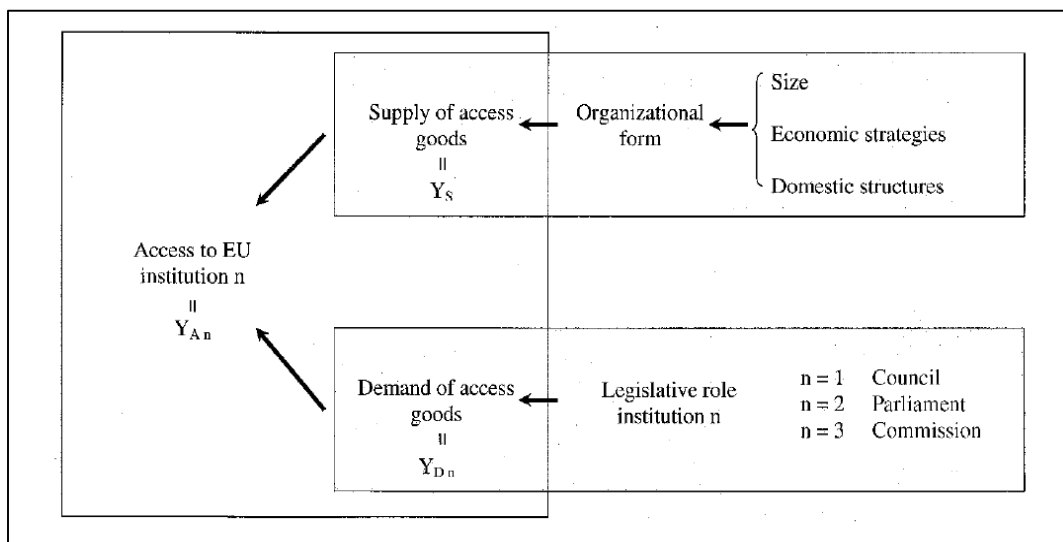 Size
Supply of access
goods
=
Y_S
Organizational
form
Economic strategies
Domestic structures
Access to EU
institution n
=
Y_A n
Demand of access
goods
=
Y_D n
Legislative role
institution n
n = 1 Council
n = 2 Parliament
n = 3 Commission